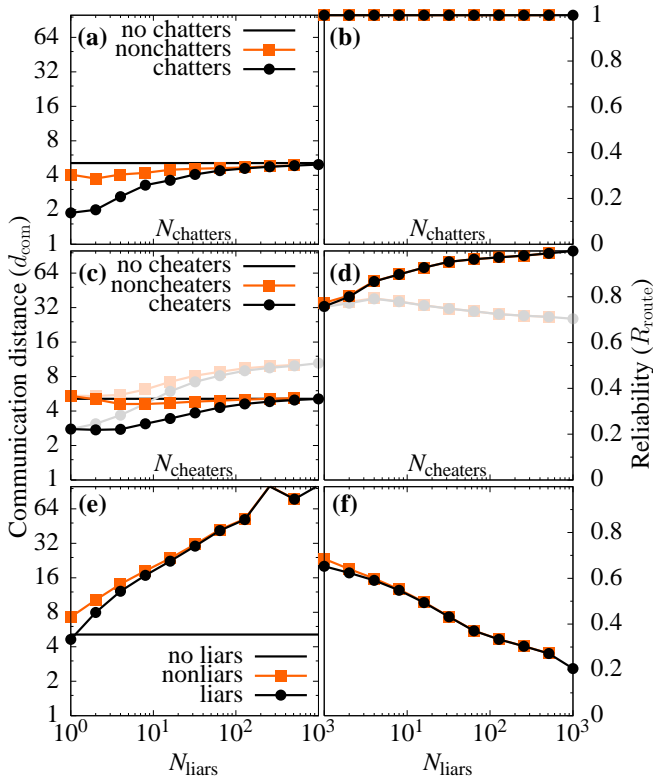 64
32
16
8
4
2
1
(a)
no chatters
nonchatters
chatters
N_chatters
(b)
1
0.8
0.6
0.4
0.2
0
N_chatters
64
32
16
8
4
2
1
(c)
no cheaters
noncheaters
cheaters
N_cheaters
(d)
0.8
0.6
0.4
0.2
0
N_cheaters
64
32
16
8
4
2
1
(e)
no liars
nonliars
liars
(f)
0.8
0.6
0.4
0.2
0
10^0
10^1
10^2
10^3
10^1
10^2
10^3
N_liars
N_liars
Communication distance (d_com)
Reliability (R_route)